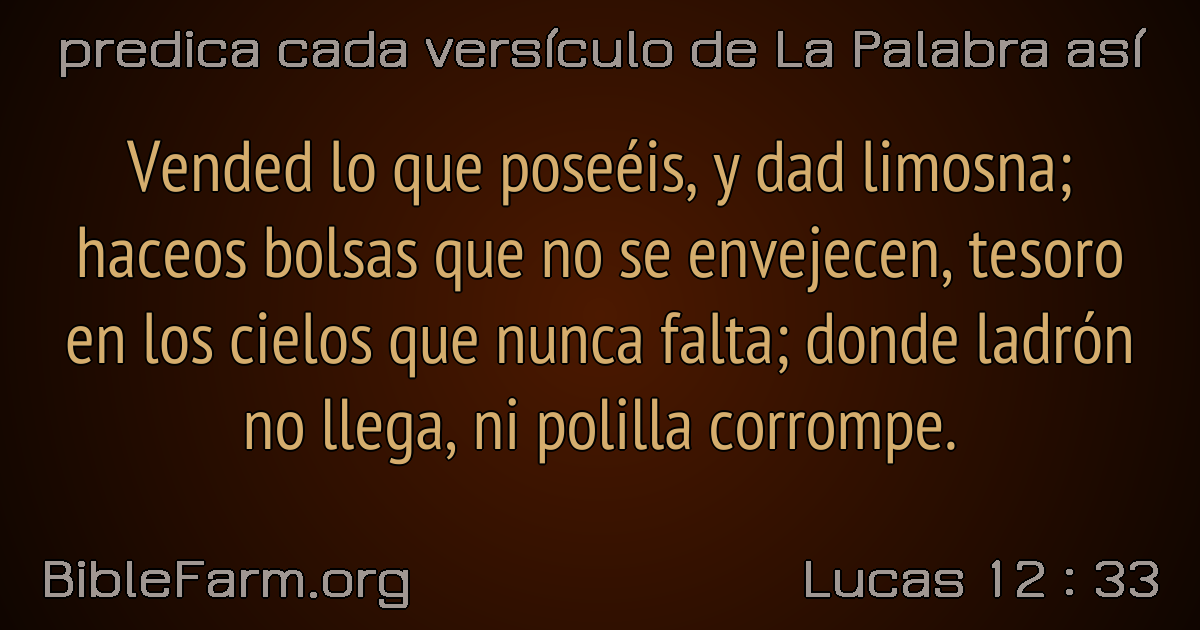 predica cada versículo de La Palabra así
Vended lo que poseéis, y dad limosna;
haceos bolsas que no se envejecen, tesoro
en los cielos que nunca falta; donde ladrón
no llega, ni polilla corrompe.
BibleFarm.org
Lucas 12 : 33